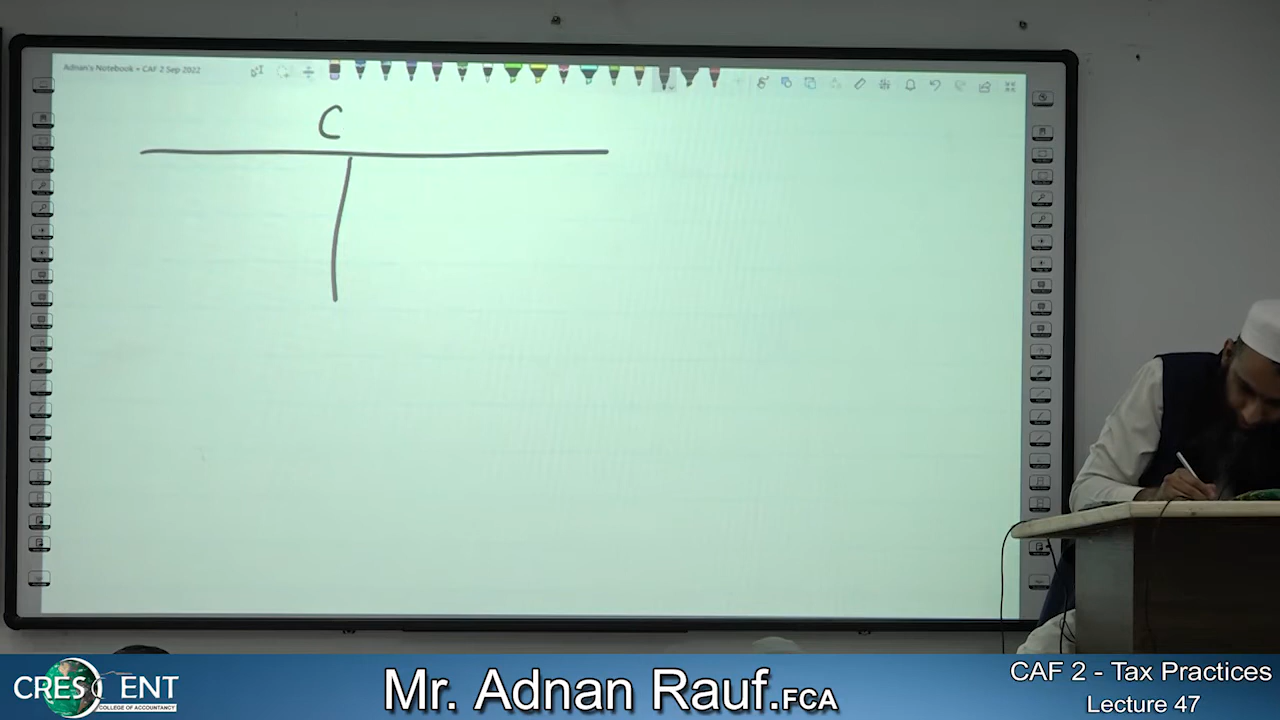 Adnan's Notebook • CAF 2 Sep 2022
C
CRESCENT
COLLEGE OF ACCOUNTANCY
Mr. Adnan Rauf.FCA
CAF 2 - Tax Practices
Lecture 47